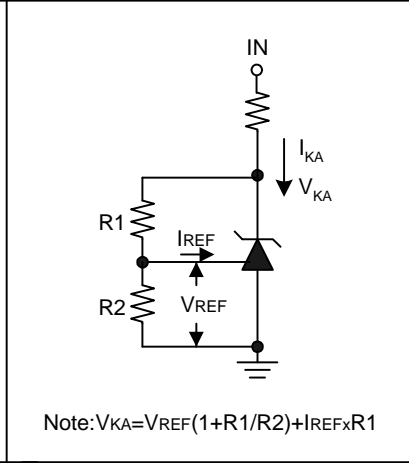 IN
IKA
VKA
R1
IREF
R2
VREF
Note:VKA=VREF(1+R1/R2)+IREFxR1